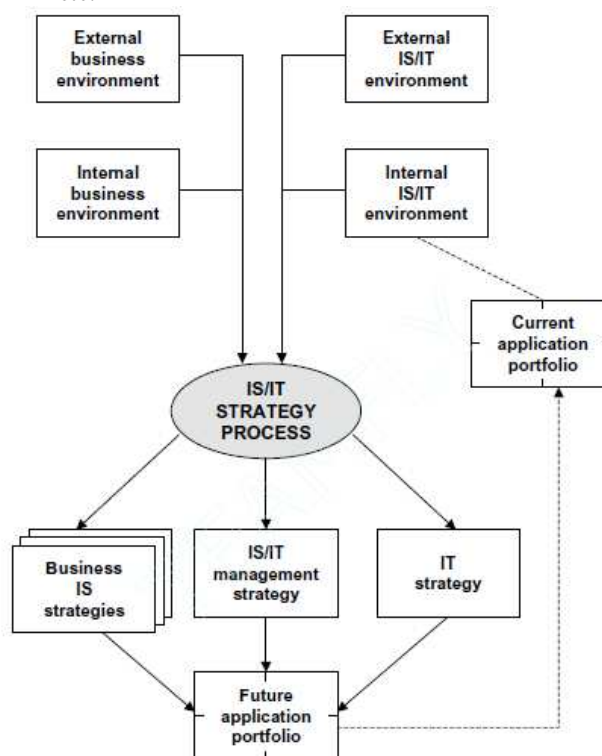 External
business
environment
External
IS/IT
environment
Internal
business
environment
Internal
IS/IT
environment
Current
application
portfolio
IS/IT
STRATEGY
PROCESS
Business
IS
strategies
IS/IT
management
strategy
IT
strategy
Future
application
portfolio